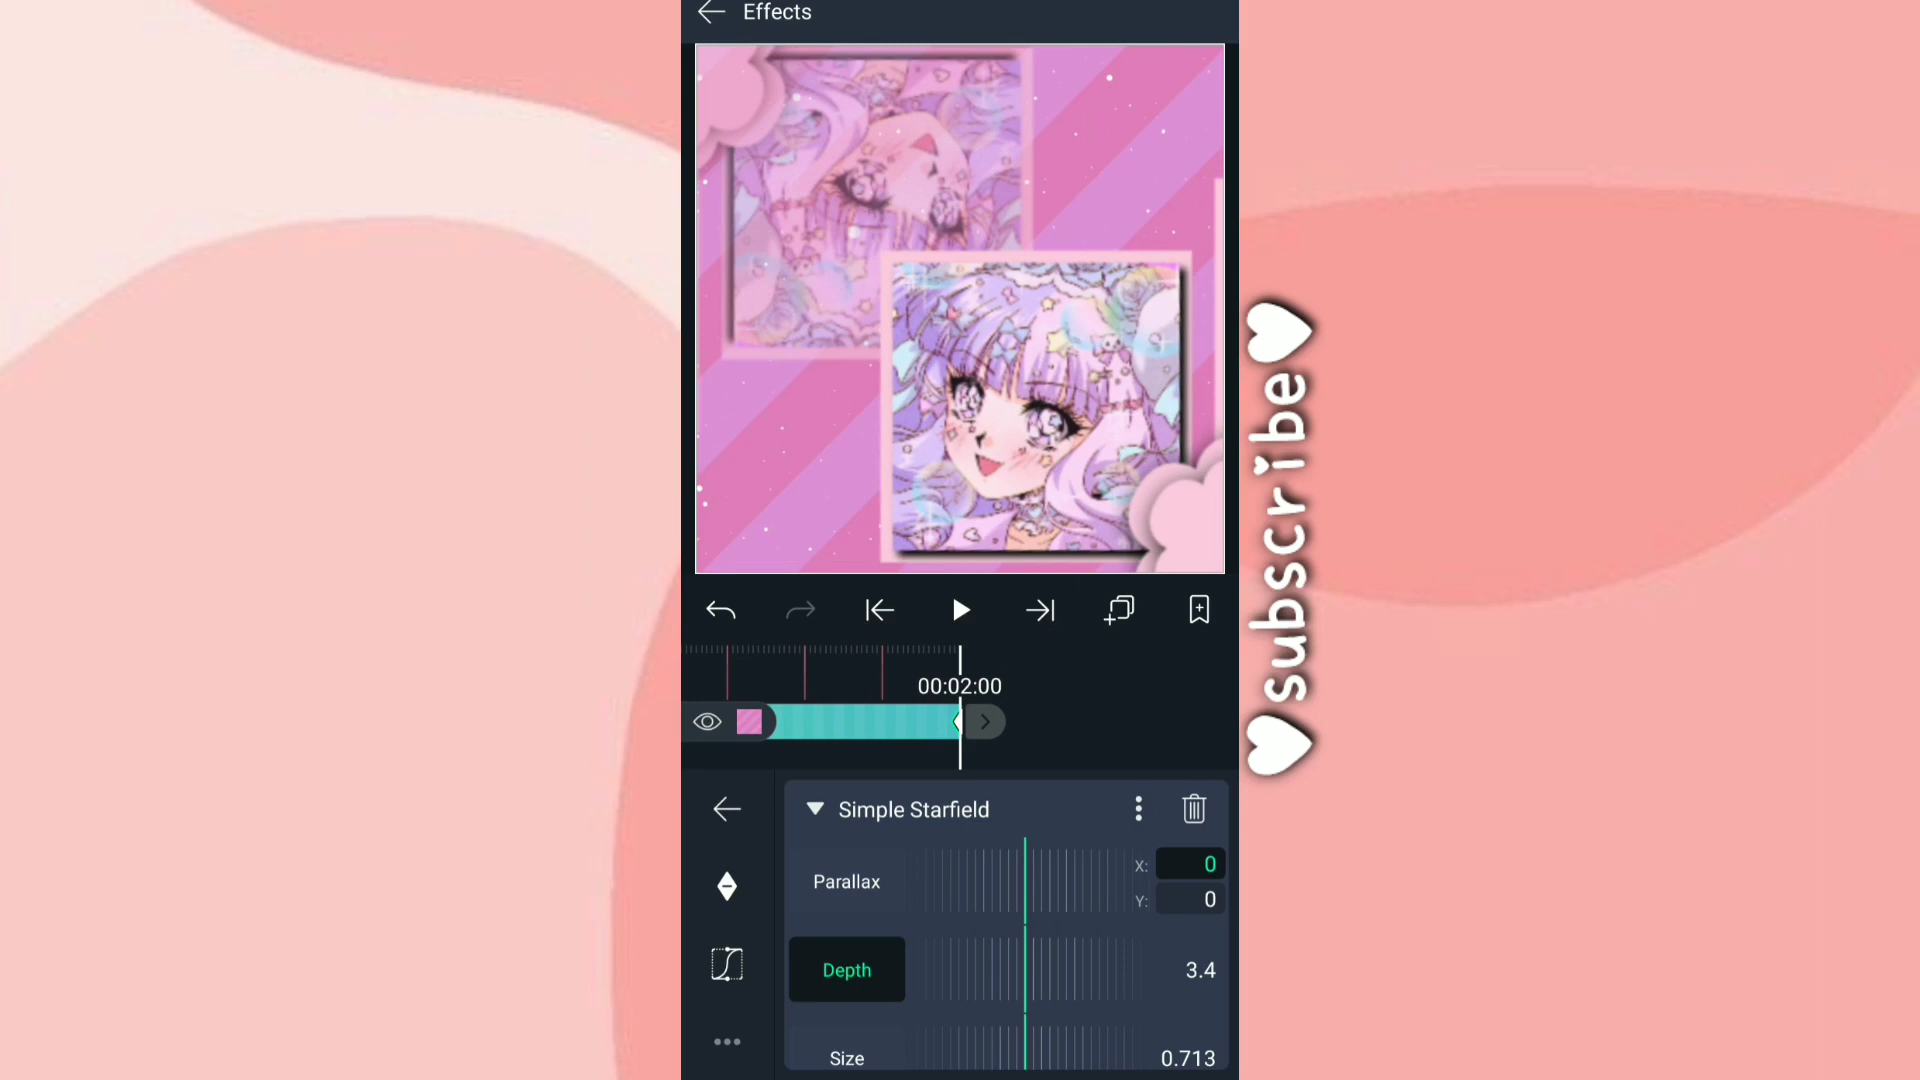 Effects
00:02:00
Simple Starfield
Parallax
X: 0
Y: 0
Depth
3.4
Size
0.713
subscribe